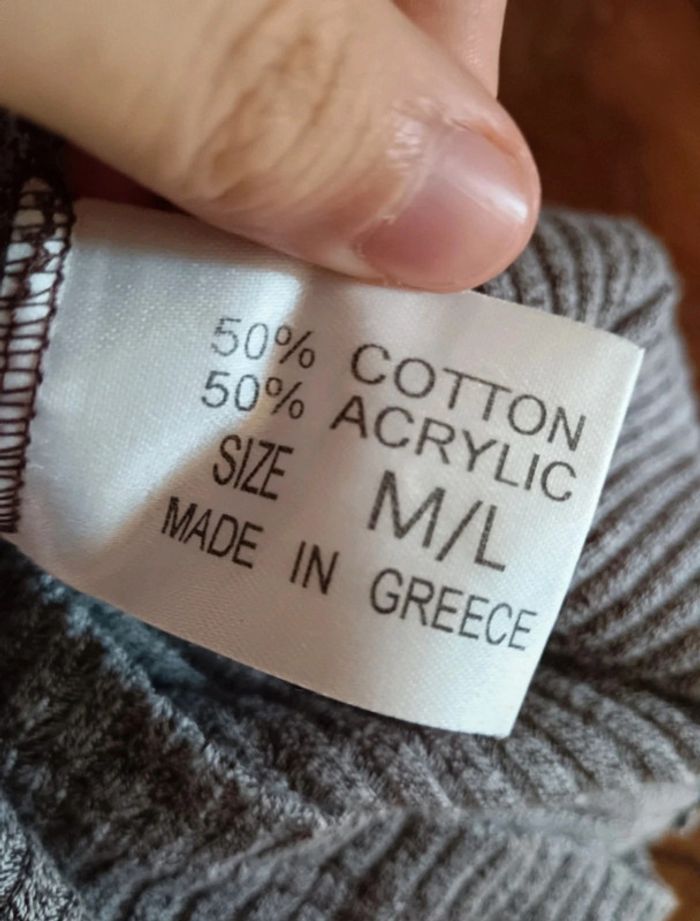 50% COTTON
50% ACRYLIC
SIZE M/L
MADE IN GREECE